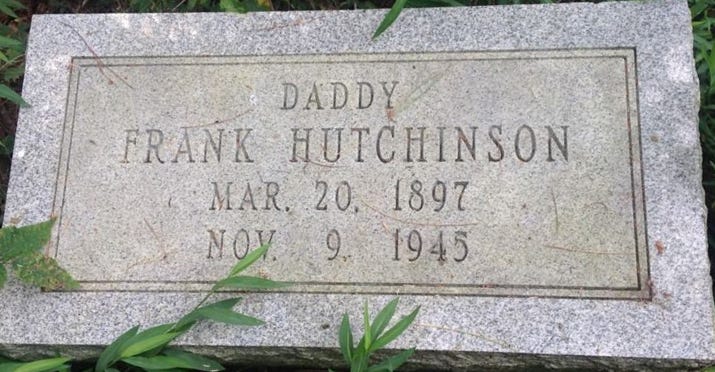 DADDY
FRANK HUTCHINSON
MAR. 20. 1897
NOV. 9. 1945